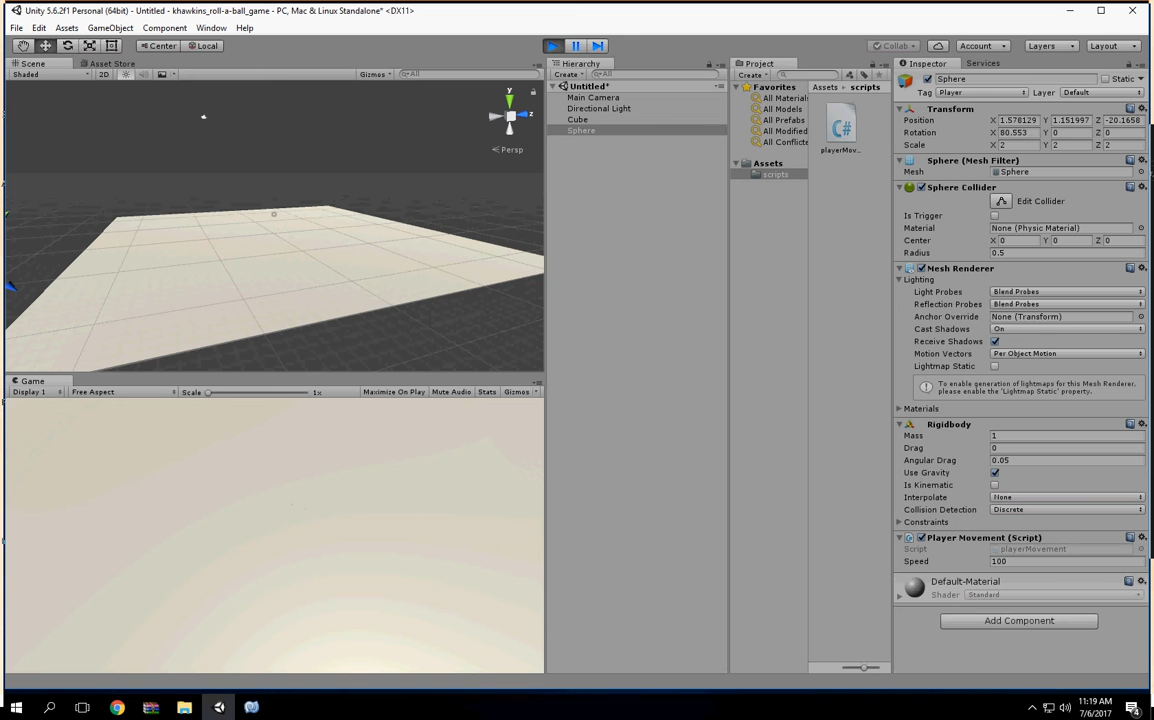 Unity 5.6.2f1 Personal (64bit) - Untitled - khawkins_roll-a-ball_game - PC, Mac & Linux Standalone* <DX11>
File Edit Assets GameObject Component Window Help
Center Local Collab Account Layers Layout
Scene Asset Store
Shaded 2D Gizmos All
y
z
Persp
Game
Display 1 Free Aspect Scale 1x Maximize On Play Mute Audio Stats Gizmos
Hierarchy
Create All
Untitled*
Main Camera
Directional Light
Cube
Sphere
Project
Create
Favorites
All Materials
All Models
All Prefabs
All Modified
All Conflicts
Assets
scripts
Assets scripts
C#
playerMov...
Inspector Services
Sphere Static
Tag Player Layer Default
Transform
Position X 1.578129 Y 1.151997 Z -20.1658
Rotation X 80.553 Y 0 Z 0
Scale X 2 Y 2 Z 2
Sphere (Mesh Filter)
Mesh Sphere
Sphere Collider
Edit Collider
Is Trigger
Material None (Physic Material)
Center X 0 Y 0 Z 0
Radius 0.5
Mesh Renderer
Lighting
Light Probes Blend Probes
Reflection Probes Blend Probes
Anchor Override None (Transform)
Cast Shadows On
Receive Shadows
Motion Vectors Per Object Motion
Lightmap Static
To enable generation of lightmaps for this Mesh Renderer,
please enable the 'Lightmap Static' property.
Materials
Rigidbody
Mass 1
Drag 0
Angular Drag 0.05
Use Gravity
Is Kinematic
Interpolate None
Collision Detection Discrete
Constraints
Player Movement (Script)
Script playerMovement
Speed 100
Default-Material
Shader Standard
Add Component
11:19 AM
7/6/2017
4